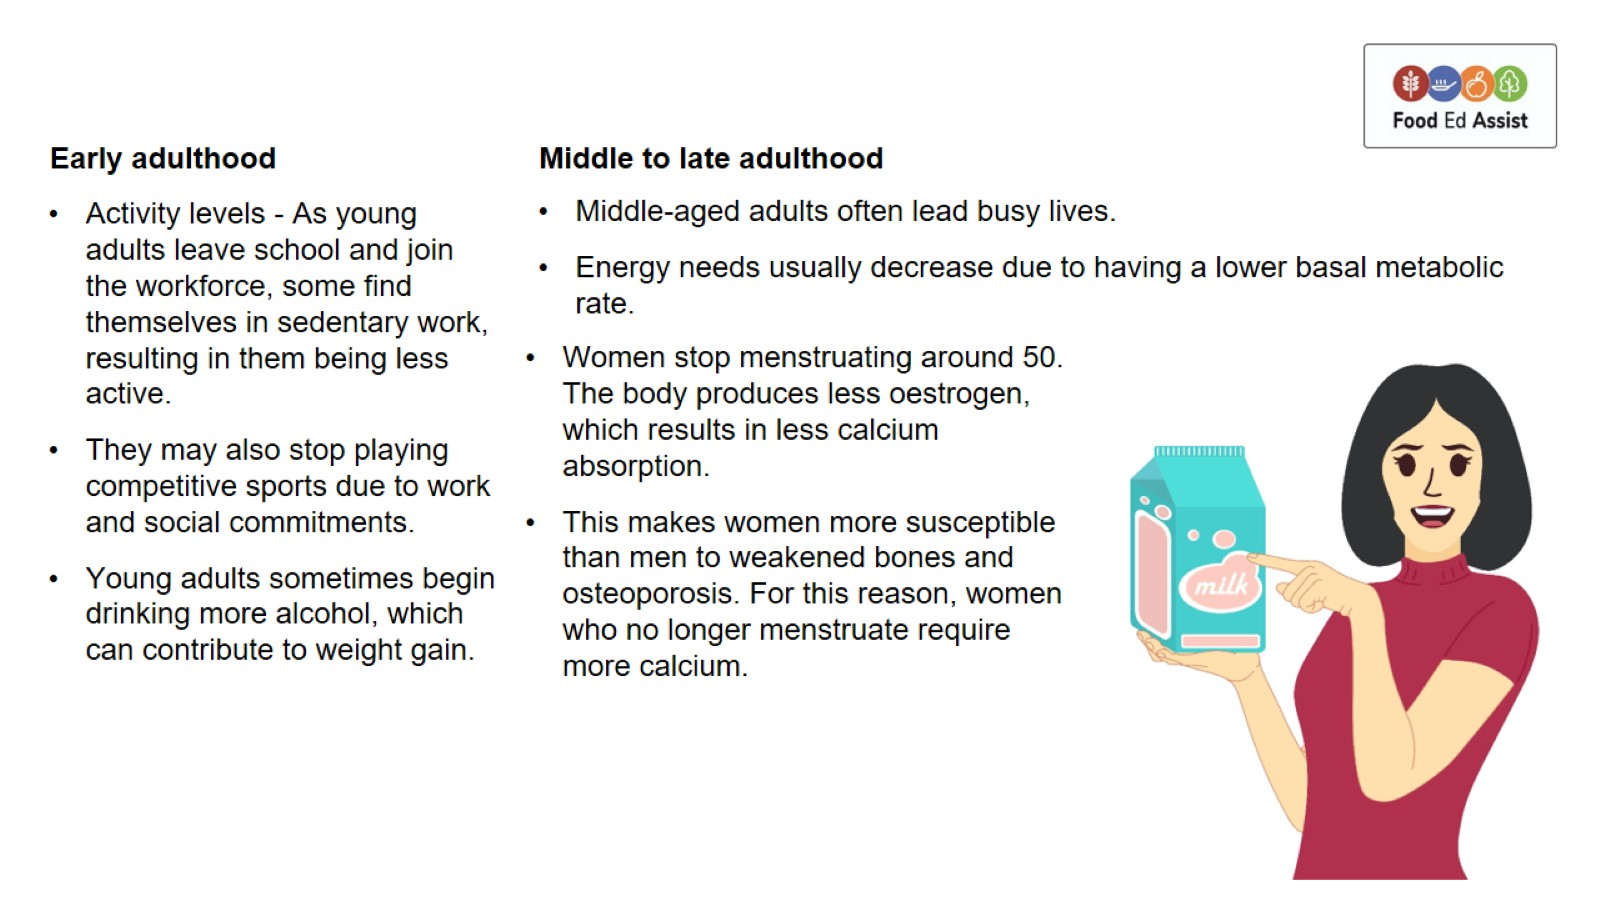 Food Ed Assist
Early adulthood
• Activity levels - As young
adults leave school and join
the workforce, some find
themselves in sedentary work,
resulting in them being less
active.
• They may also stop playing
competitive sports due to work
and social commitments.
• Young adults sometimes begin
drinking more alcohol, which
can contribute to weight gain.
Middle to late adulthood
• Middle-aged adults often lead busy lives.
• Energy needs usually decrease due to having a lower basal metabolic
rate.
• Women stop menstruating around 50.
The body produces less oestrogen,
which results in less calcium
absorption.
• This makes women more susceptible
than men to weakened bones and
osteoporosis. For this reason, women
who no longer menstruate require
more calcium.
milk